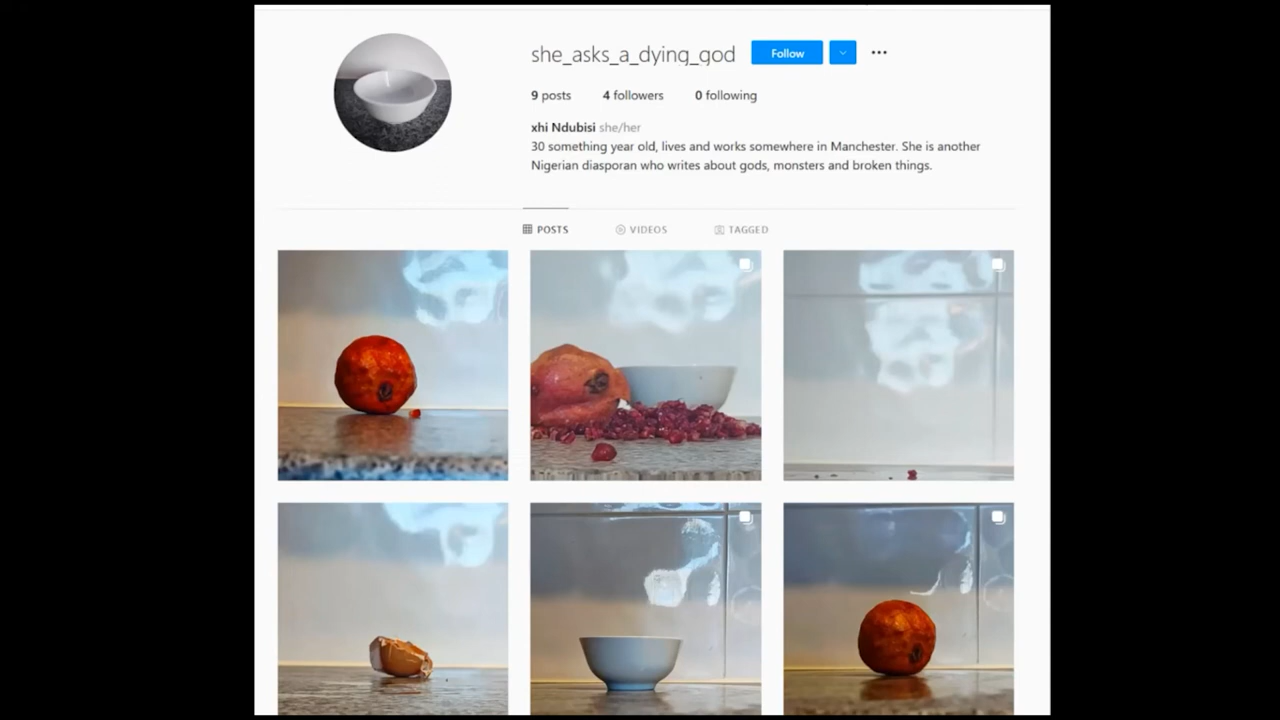 she_asks_a_dying_god Follow
9 posts 4 followers 0 following
xhi Ndubisi she/her
30 something year old, lives and works somewhere in Manchester. She is another
Nigerian diasporan who writes about gods, monsters and broken things.
POSTS VIDEOS TAGGED